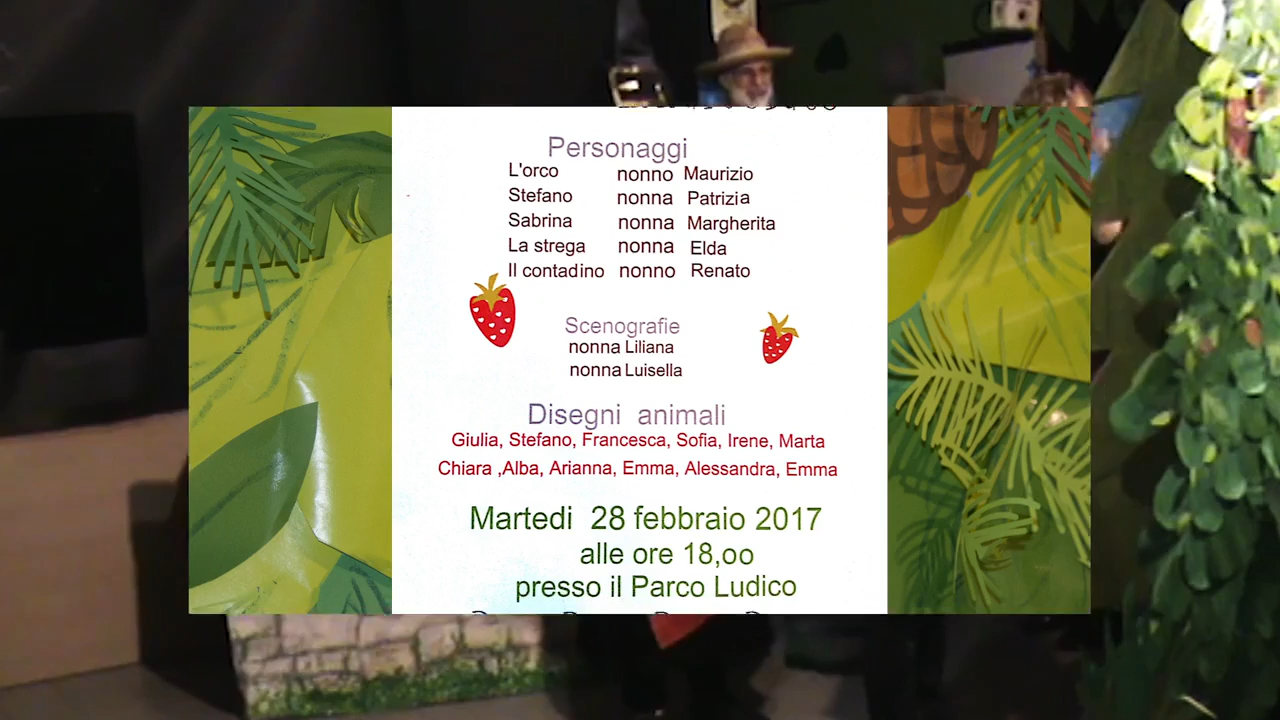 Personaggi
L'orco nonno Maurizio
Stefano nonna Patrizia
Sabrina nonna Margherita
La strega nonna Elda
Il contadino nonno Renato
Scenografie
nonna Liliana
nonna Luisella
Disegni animali
Giulia, Stefano, Francesca, Sofia, Irene, Marta
Chiara ,Alba, Arianna, Emma, Alessandra, Emma
Martedi 28 febbraio 2017
alle ore 18,oo
presso il Parco Ludico